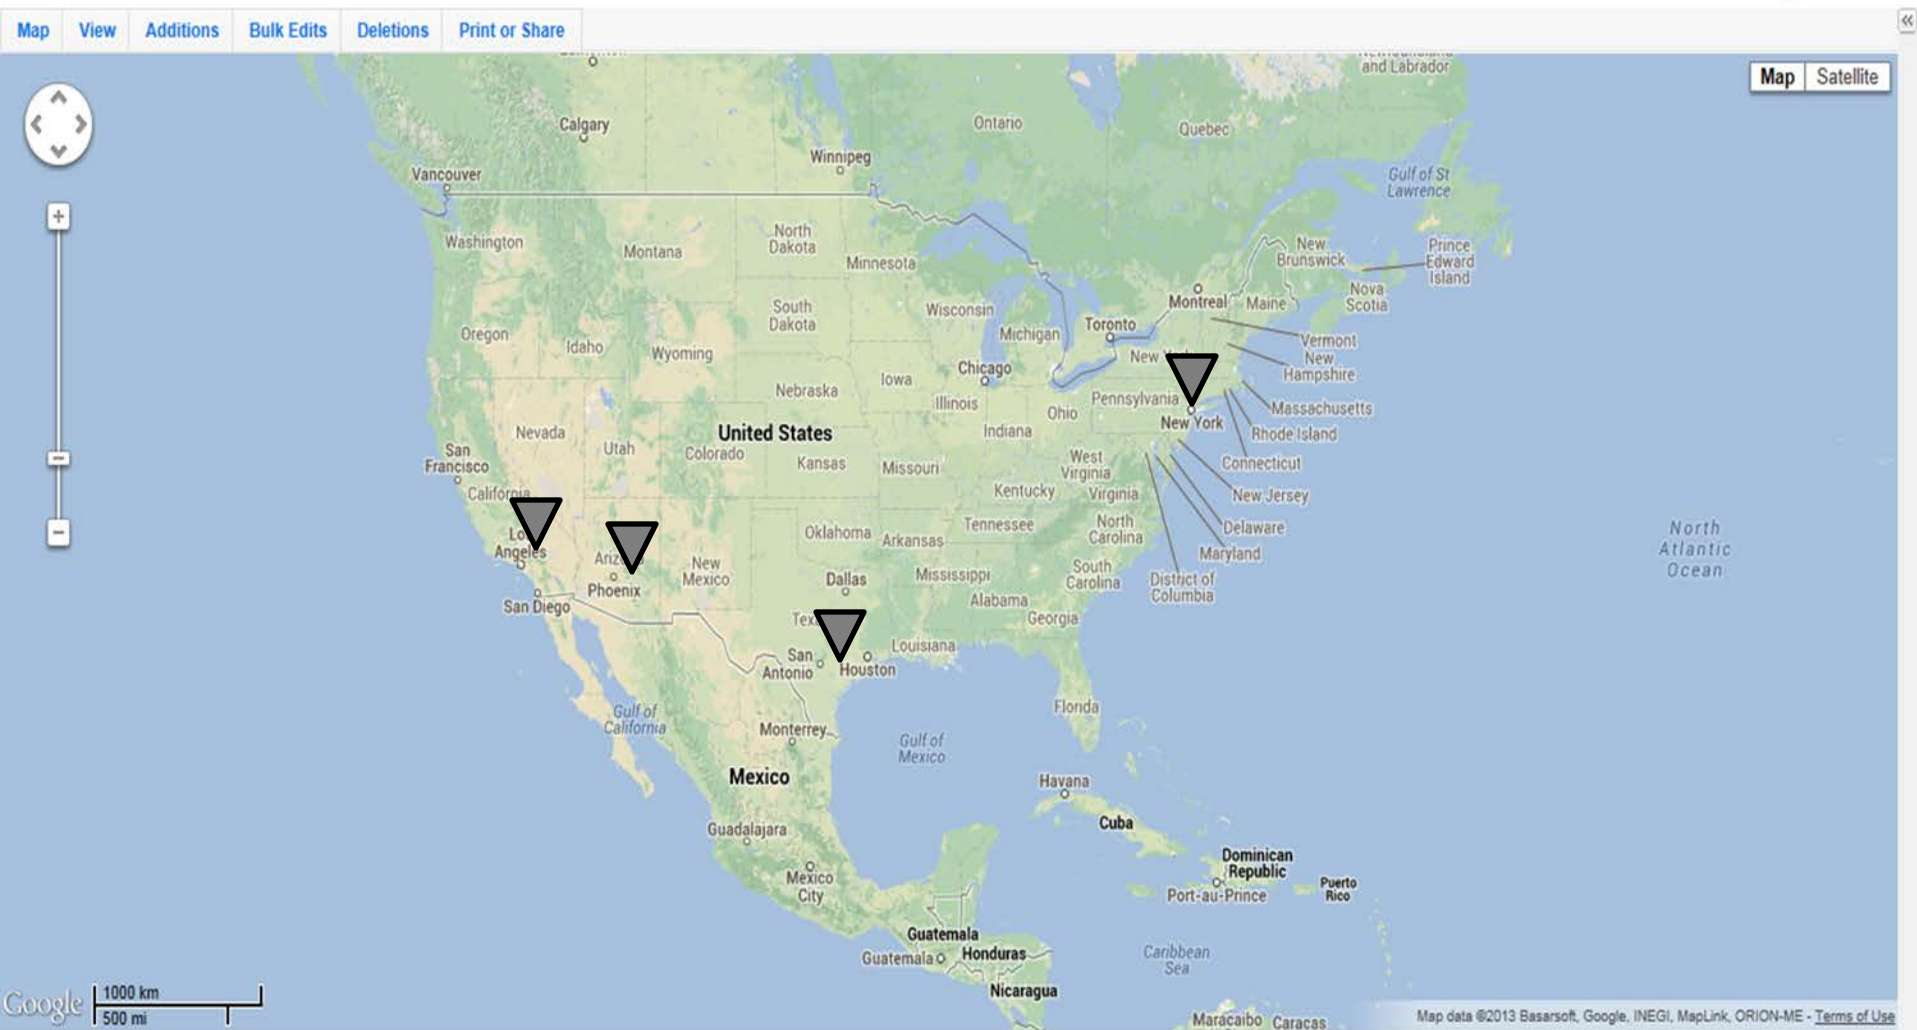 Map View Additions Bulk Edits Deletions Print or Share
«
and Labrador
Map Satellite
Calgary
Ontario
Quebec
Winnipeg
Vancouver
Gulf of St
Lawrence
Washington
Montana
North
Dakota
Minnesota
New
Brunswick
Prince
Edward
Island
Nova
Scotia
Montreal
Maine
South
Dakota
Wisconsin
Michigan
Toronto
Oregon
Idaho
Wyoming
Vermont
New
Hampshire
New
Chicago
Nebraska
Iowa
Illinois
Ohio
Pennsylvania
Massachusetts
Nevada
Utah
United States
Colorado
Indiana
New York
Rhode Island
San
Francisco
Kansas
Missouri
West
Virginia
Connecticut
California
Kentucky
Virginia
New Jersey
Oklahoma
Arkansas
Tennessee
North
Carolina
Delaware
Maryland
North
Atlantic
Ocean
Angeles
New
Mexico
Dallas
Mississippi
South
Carolina
District of
Columbia
Phoenix
San Diego
Alabama
Georgia
San
Antonio
Houston
Louisiana
Gulf of
California
Monterrey
Gulf of
Mexico
Florida
Mexico
Havana
Cuba
Guadalajara
Mexico
City
Dominican
Republic
Port-au-Prince
Puerto
Rico
Guatemala
Guatemala
Honduras
Caribbean
Sea
Nicaragua
Maracaibo
Caracas
Google
1000 km
500 mi
Map data ©2013 Basarsoft, Google, INEGI, MapLink, ORION-ME - Terms of Use